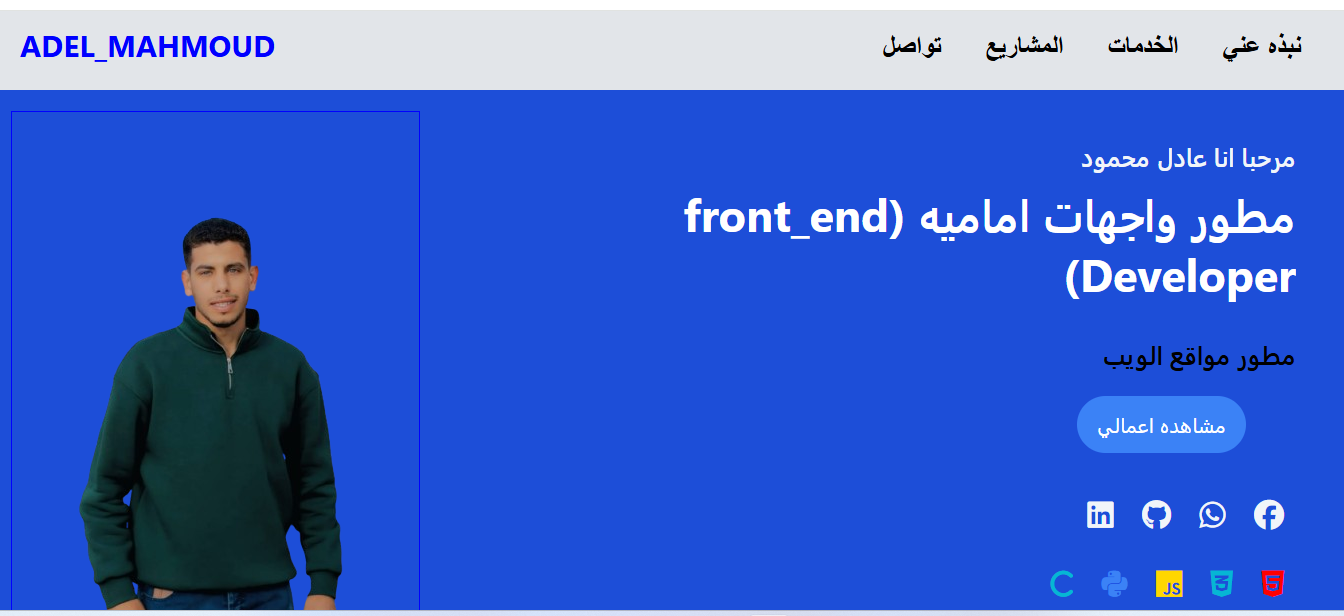 ADEL_MAHMOUD
نبذه عني
الخدمات
المشاريع
تواصل
مرحبا انا عادل محمود
مطور واجهات اماميه (front_end
Developer)
مطور مواقع الويب
مشاهده اعمالي
in
JS